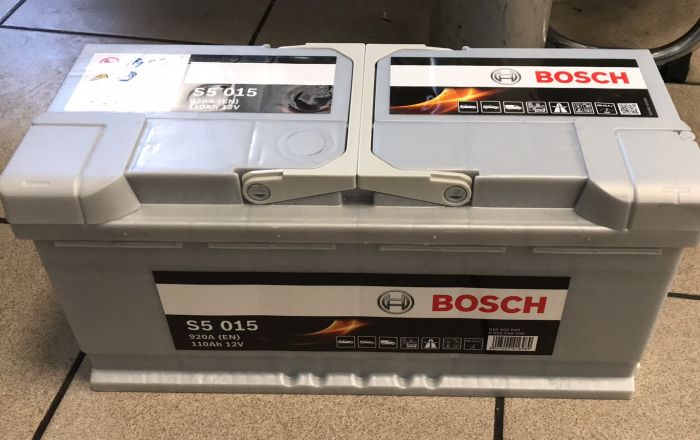 S5 015
920A (EN)
110Ah 12V
BOSCH
BOSCH
S5 015
920A (EN)
110Ah 12V